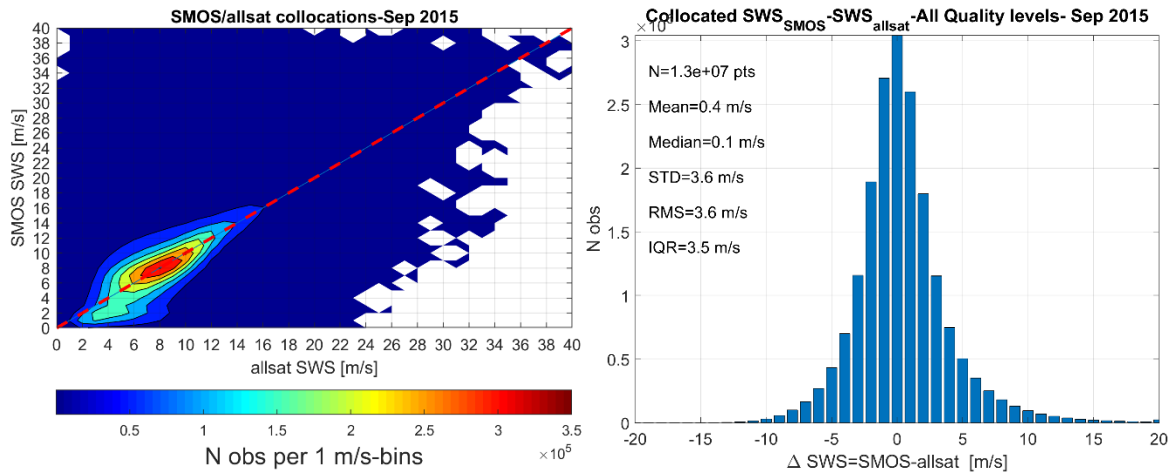 SMOS/allsat collocations-Sep 2015
40
38
36
34
32
30
28
26
24
22
20
18
16
14
12
10
8
6
4
2
0
SMOS SWS [m/s]
0 2 4 6 8 10 12 14 16 18 20 22 24 26 28 30 32 34 36 38 40
allsat SWS [m/s]
0.5 1 1.5 2 2.5 3 3.5
N obs per 1 m/s-bins
×10⁵
Collocated SWS_SMOS-SWS_allsat-All Quality levels- Sep 2015
3
2.5
2
1.5
1
0.5
0
N obs
N=1.3e+07 pts
Mean=0.4 m/s
Median=0.1 m/s
STD=3.6 m/s
RMS=3.6 m/s
IQR=3.5 m/s
-20 -15 -10 -5 0 5 10 15 20
Δ SWS=SMOS-allsat [m/s]